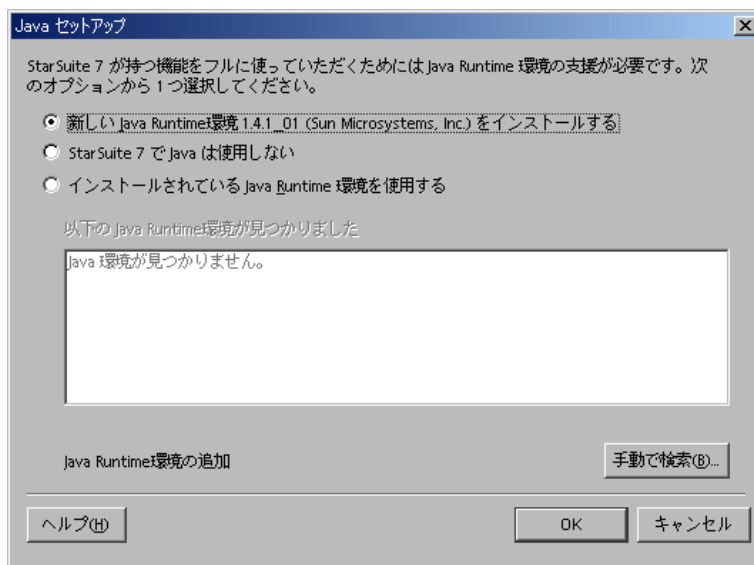 Java セットアップ
StarSuite 7 が持つ機能をフルに使っていただくためには Java Runtime 環境の支援が必要です。次
のオプションから 1 つ選択してください。
新しい Java Runtime環境 1.4.1_01 (Sun Microsystems, Inc.) をインストールする
StarSuite 7 で Java は使用しない
インストールされている Java Runtime 環境を使用する
以下の Java Runtime環境が見つかりました
Java 環境が見つかりません。
Java Runtime環境の追加
手動で検索(B)...
ヘルプ(H)
OK
キャンセル